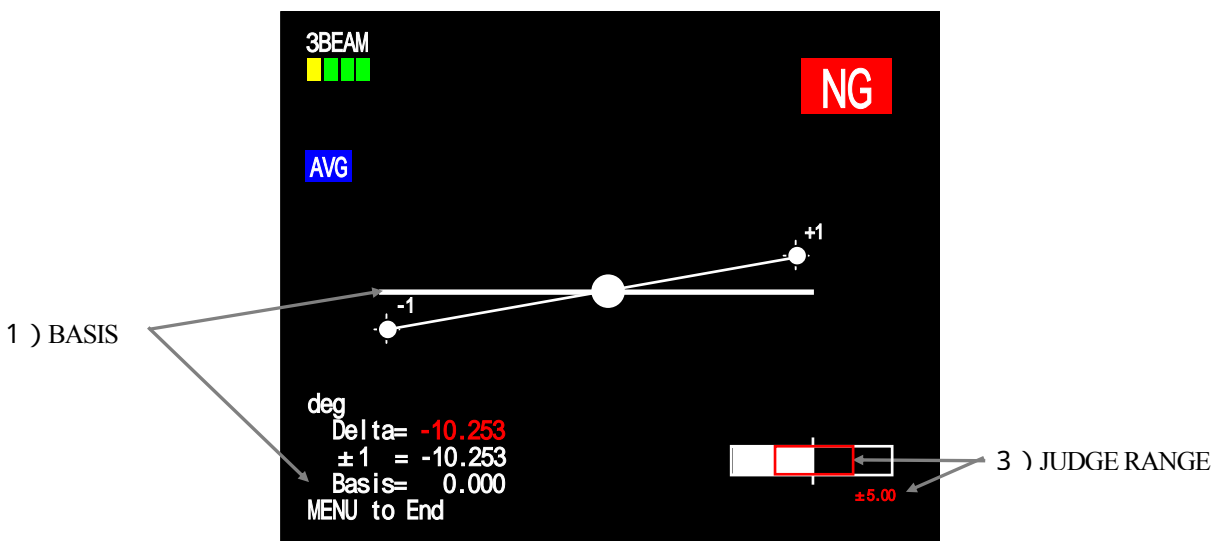 3BEAM
NG
AVG
+1
-1
1 ) BASIS
deg
Delta= -10.253
±1 = -10.253
Basis= 0.000
MENU to End
3 ) JUDGE RANGE
±5.00